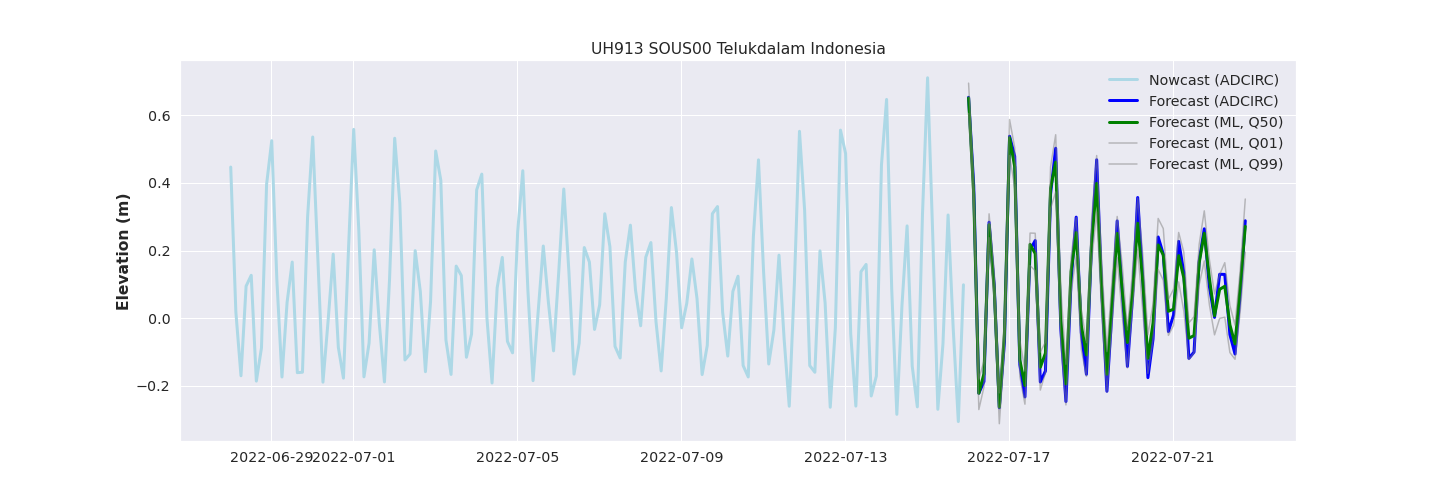 UH913 SOUS00 Telukdalam Indonesia
Nowcast (ADCIRC)
Forecast (ADCIRC)
Forecast (ML, Q50)
Forecast (ML, Q01)
Forecast (ML, Q99)
Elevation (m)
0.6
0.4
0.2
0.0
−0.2
2022-06-29 2022-07-01 2022-07-05 2022-07-09 2022-07-13 2022-07-17 2022-07-21